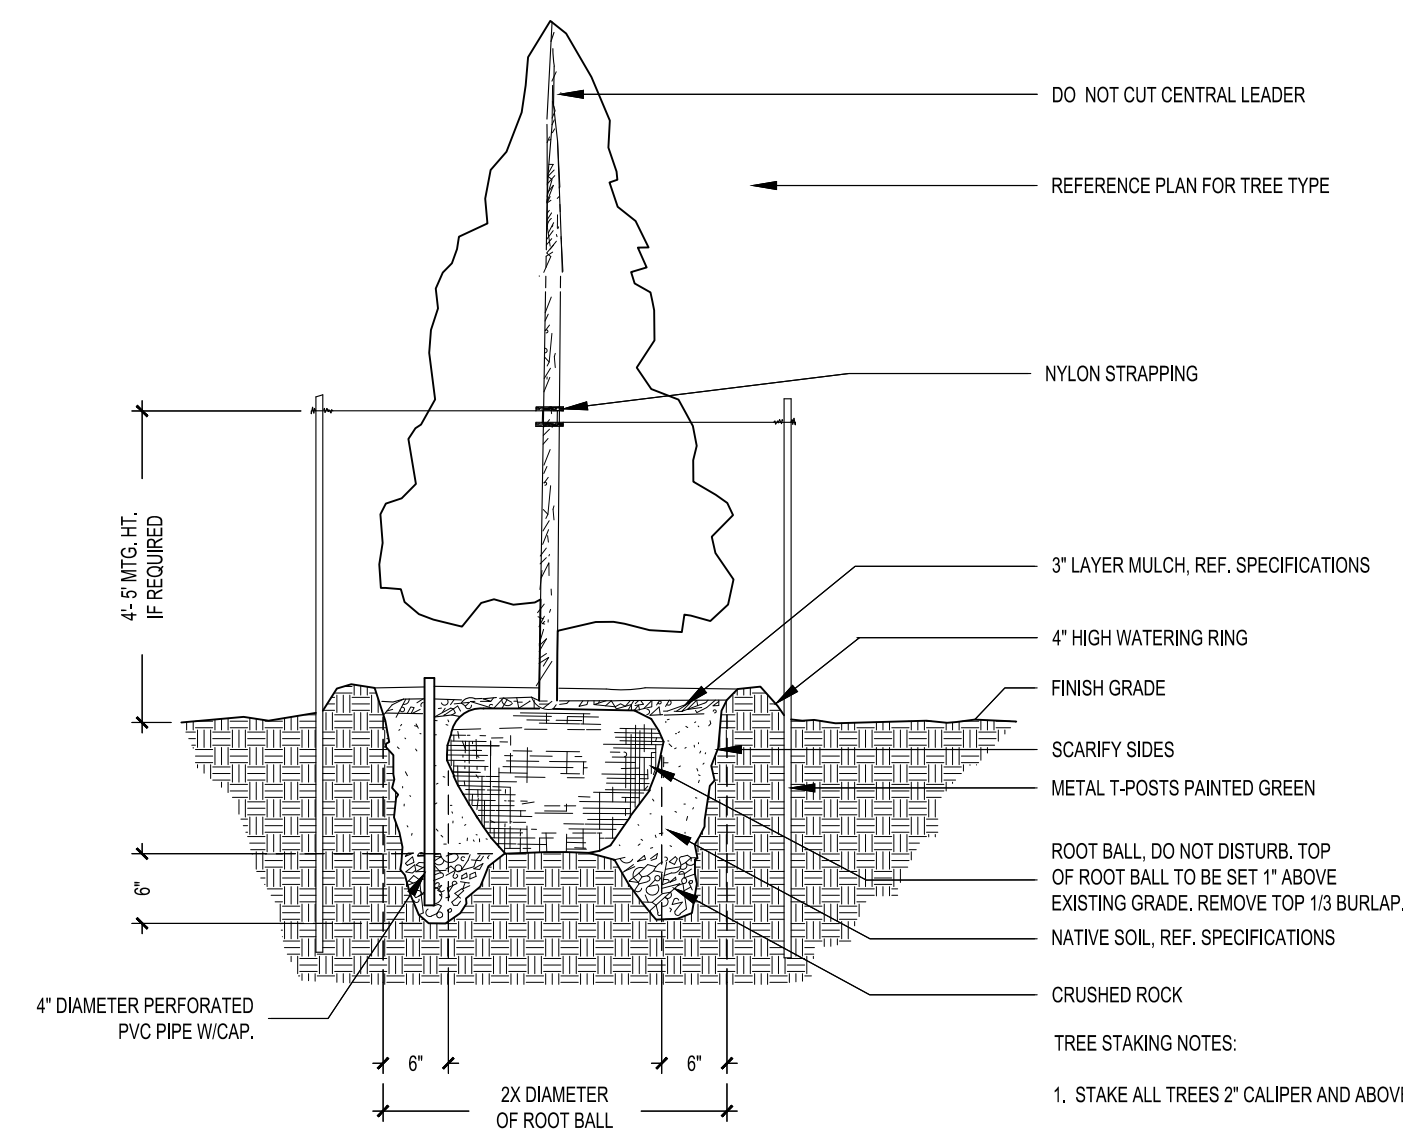 DO NOT CUT CENTRAL LEADER
REFERENCE PLAN FOR TREE TYPE
NYLON STRAPPING
4'- 5' MTG. HT.
IF REQUIRED
3" LAYER MULCH, REF. SPECIFICATIONS
4" HIGH WATERING RING
FINISH GRADE
SCARIFY SIDES
METAL T-POSTS PAINTED GREEN
ROOT BALL, DO NOT DISTURB. TOP
OF ROOT BALL TO BE SET 1" ABOVE
EXISTING GRADE. REMOVE TOP 1/3 BURLAP.
6"
NATIVE SOIL, REF. SPECIFICATIONS
CRUSHED ROCK
4" DIAMETER PERFORATED
PVC PIPE W/CAP.
6"
6"
2X DIAMETER
OF ROOT BALL
TREE STAKING NOTES:
1. STAKE ALL TREES 2" CALIPER AND ABOVE